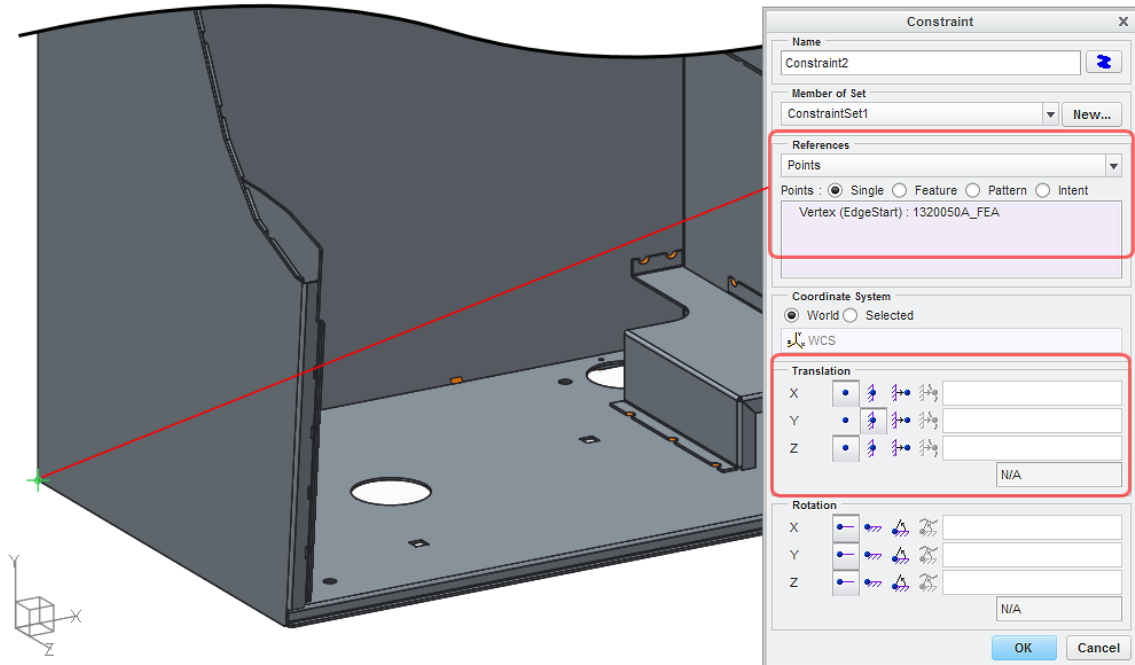 Constraint X
Name
Constraint2
Member of Set
ConstraintSet1 New...
References
Points
Points : Single Feature Pattern Intent
Vertex (EdgeStart) : 1320050A_FEA
Coordinate System
World Selected
WCS
Translation
X
Y
Z
N/A
Rotation
X
Y
Z
N/A
OK Cancel
Y
X
Z